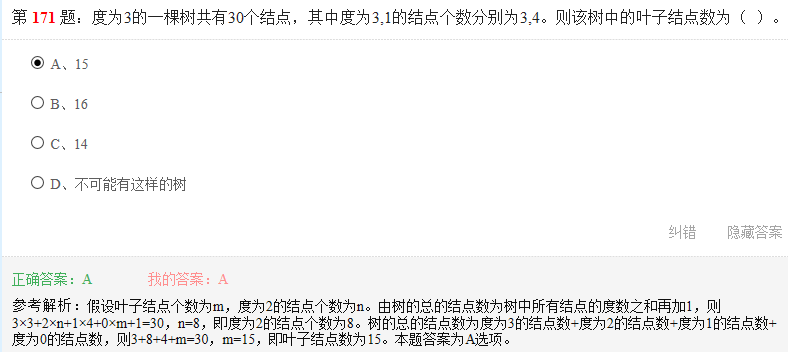 第 171 题：度为3的一棵树共有30个结点，其中度为3,1的结点个数分别为3,4。则该树中的叶子结点数为（ ）。
A、15
B、16
C、14
D、不可能有这样的树
纠错 隐藏答案
正确答案：A 我的答案：A
参考解析：假设叶子结点个数为m，度为2的结点个数为n。由树的总的结点数为树中所有结点的度数之和再加1，则
3×3+2×n+1×4+0×m+1=30，n=8，即度为2的结点个数为8。树的总的结点数为度为3的结点数+度为2的结点数+度为1的结点数+
度为0的结点数，则3+8+4+m=30，m=15，即叶子结点数为15。本题答案为A选项。